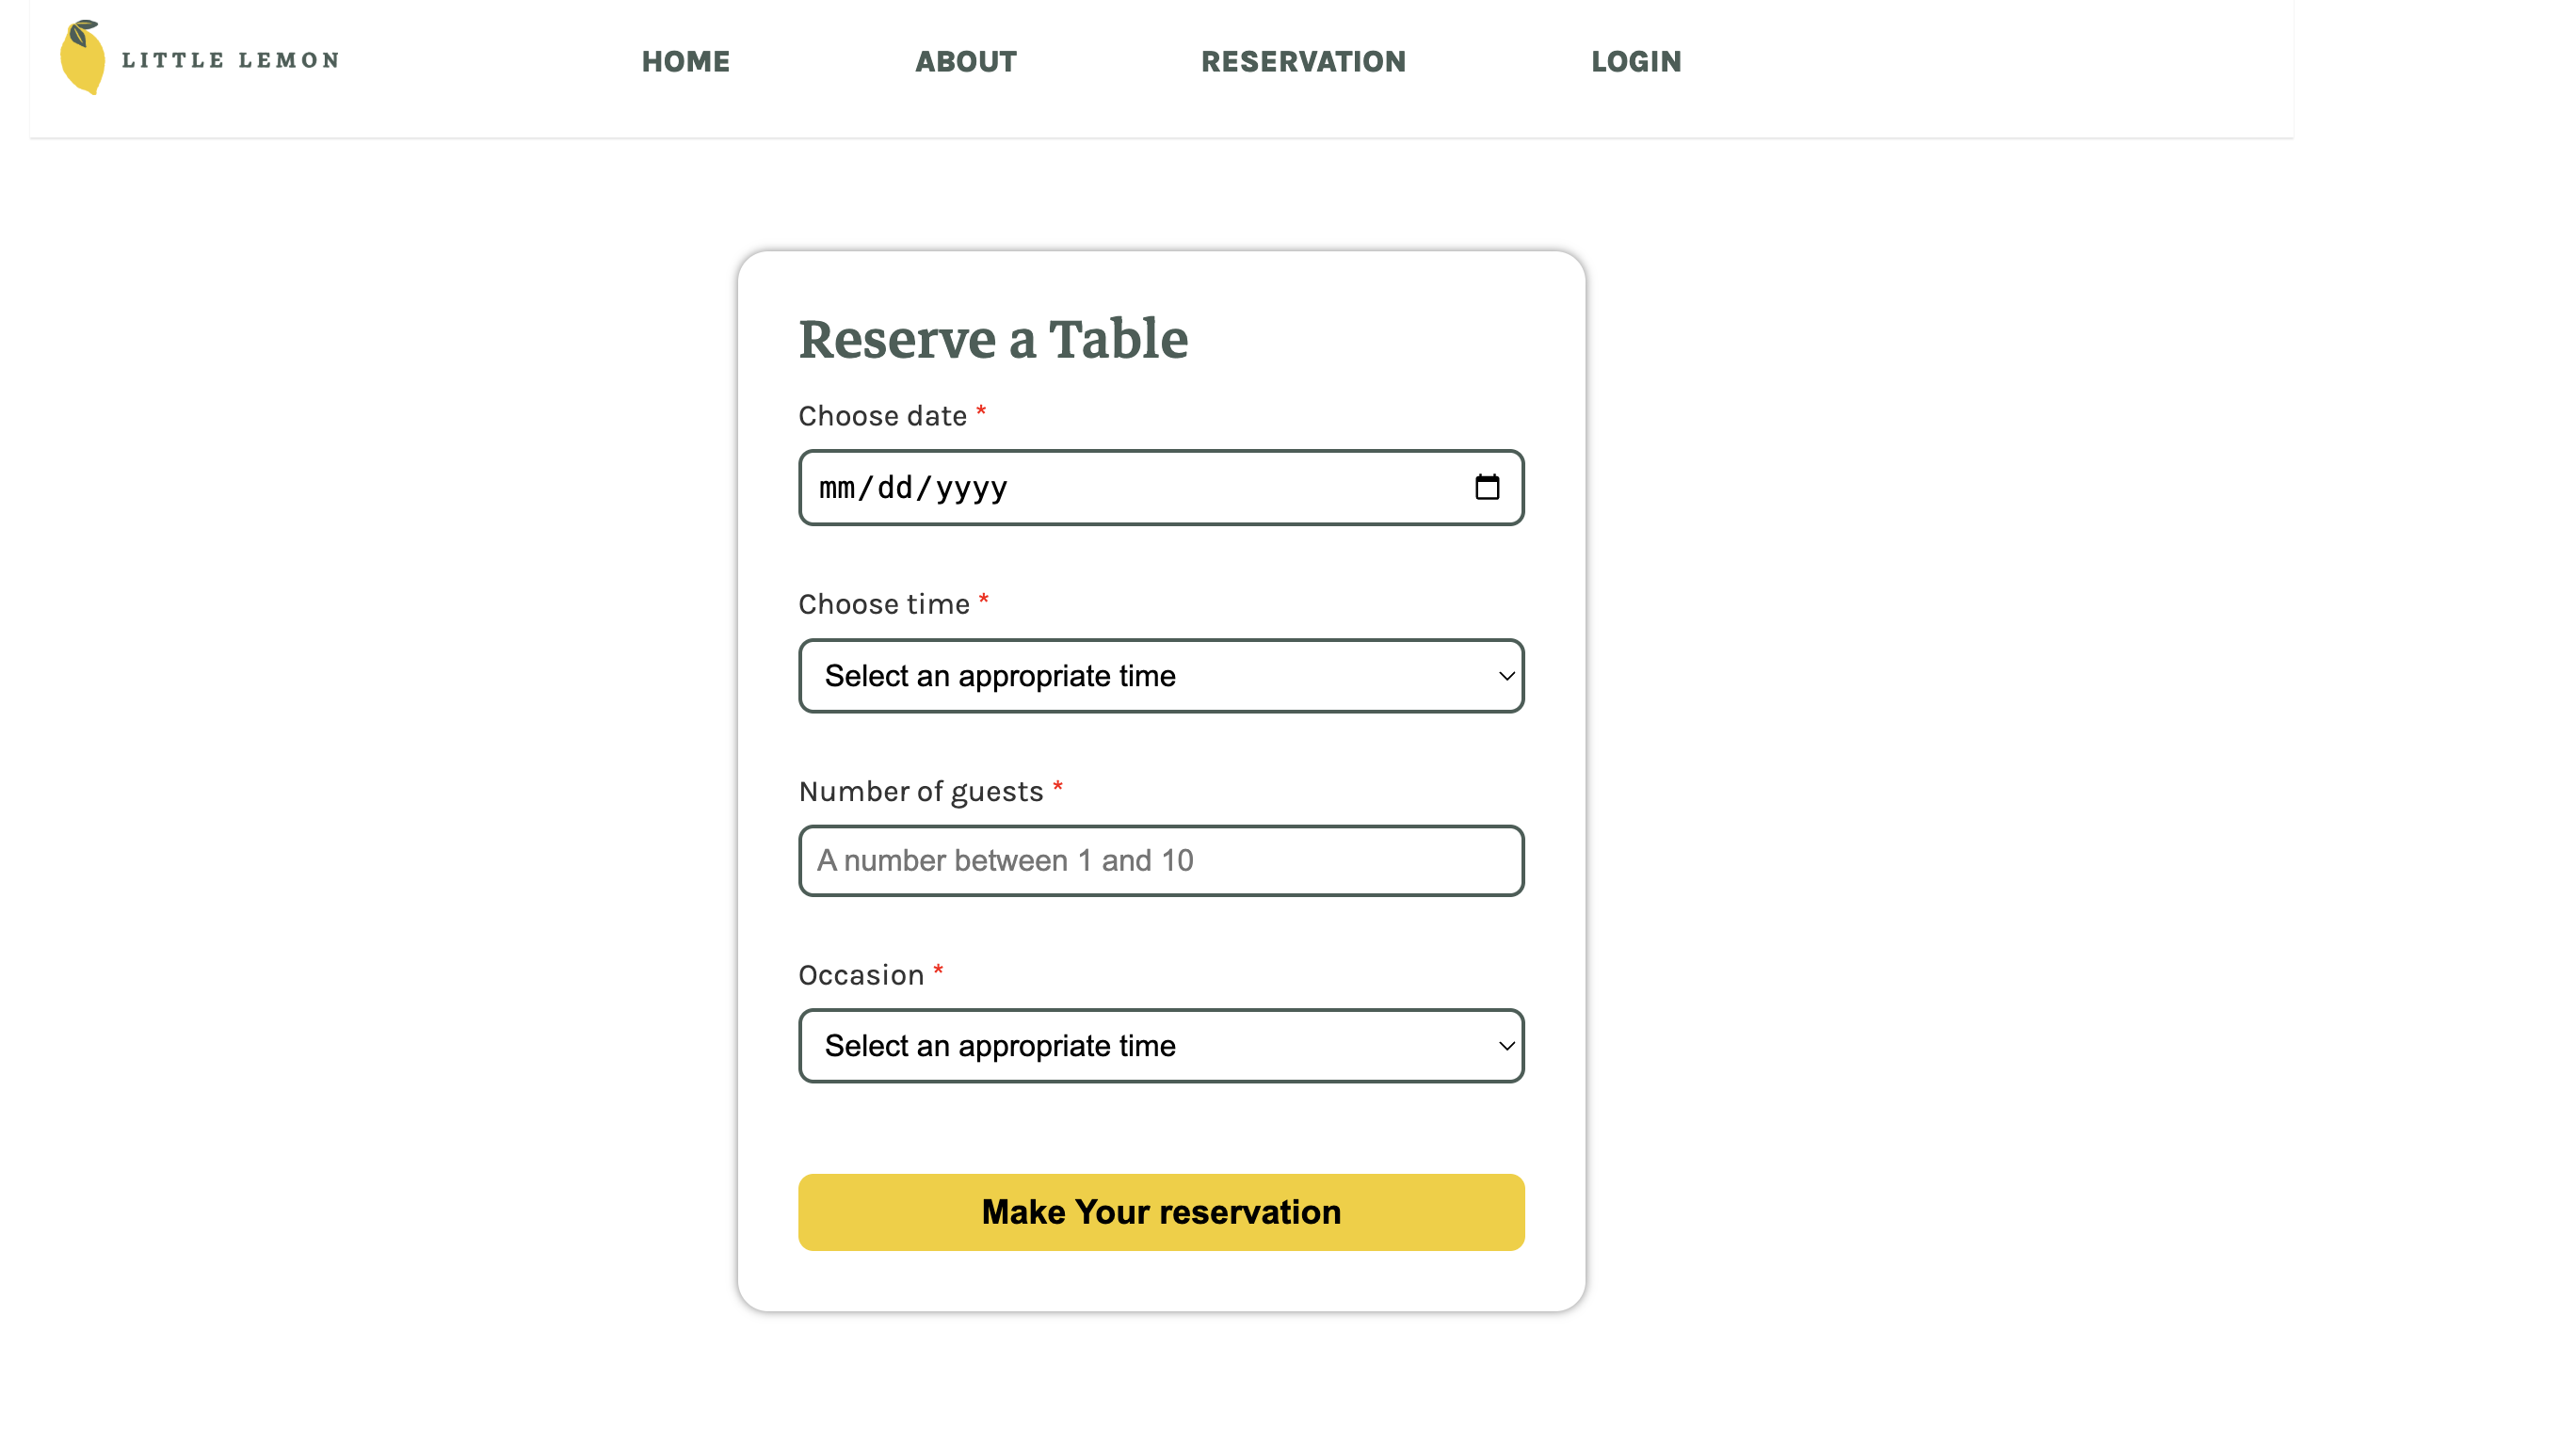 LITTLE LEMON
HOME ABOUT RESERVATION LOGIN
Reserve a Table
Choose date *
mm/dd/yyyy
Choose time *
Select an appropriate time
Number of guests *
A number between 1 and 10
Occasion *
Select an appropriate time
Make Your reservation